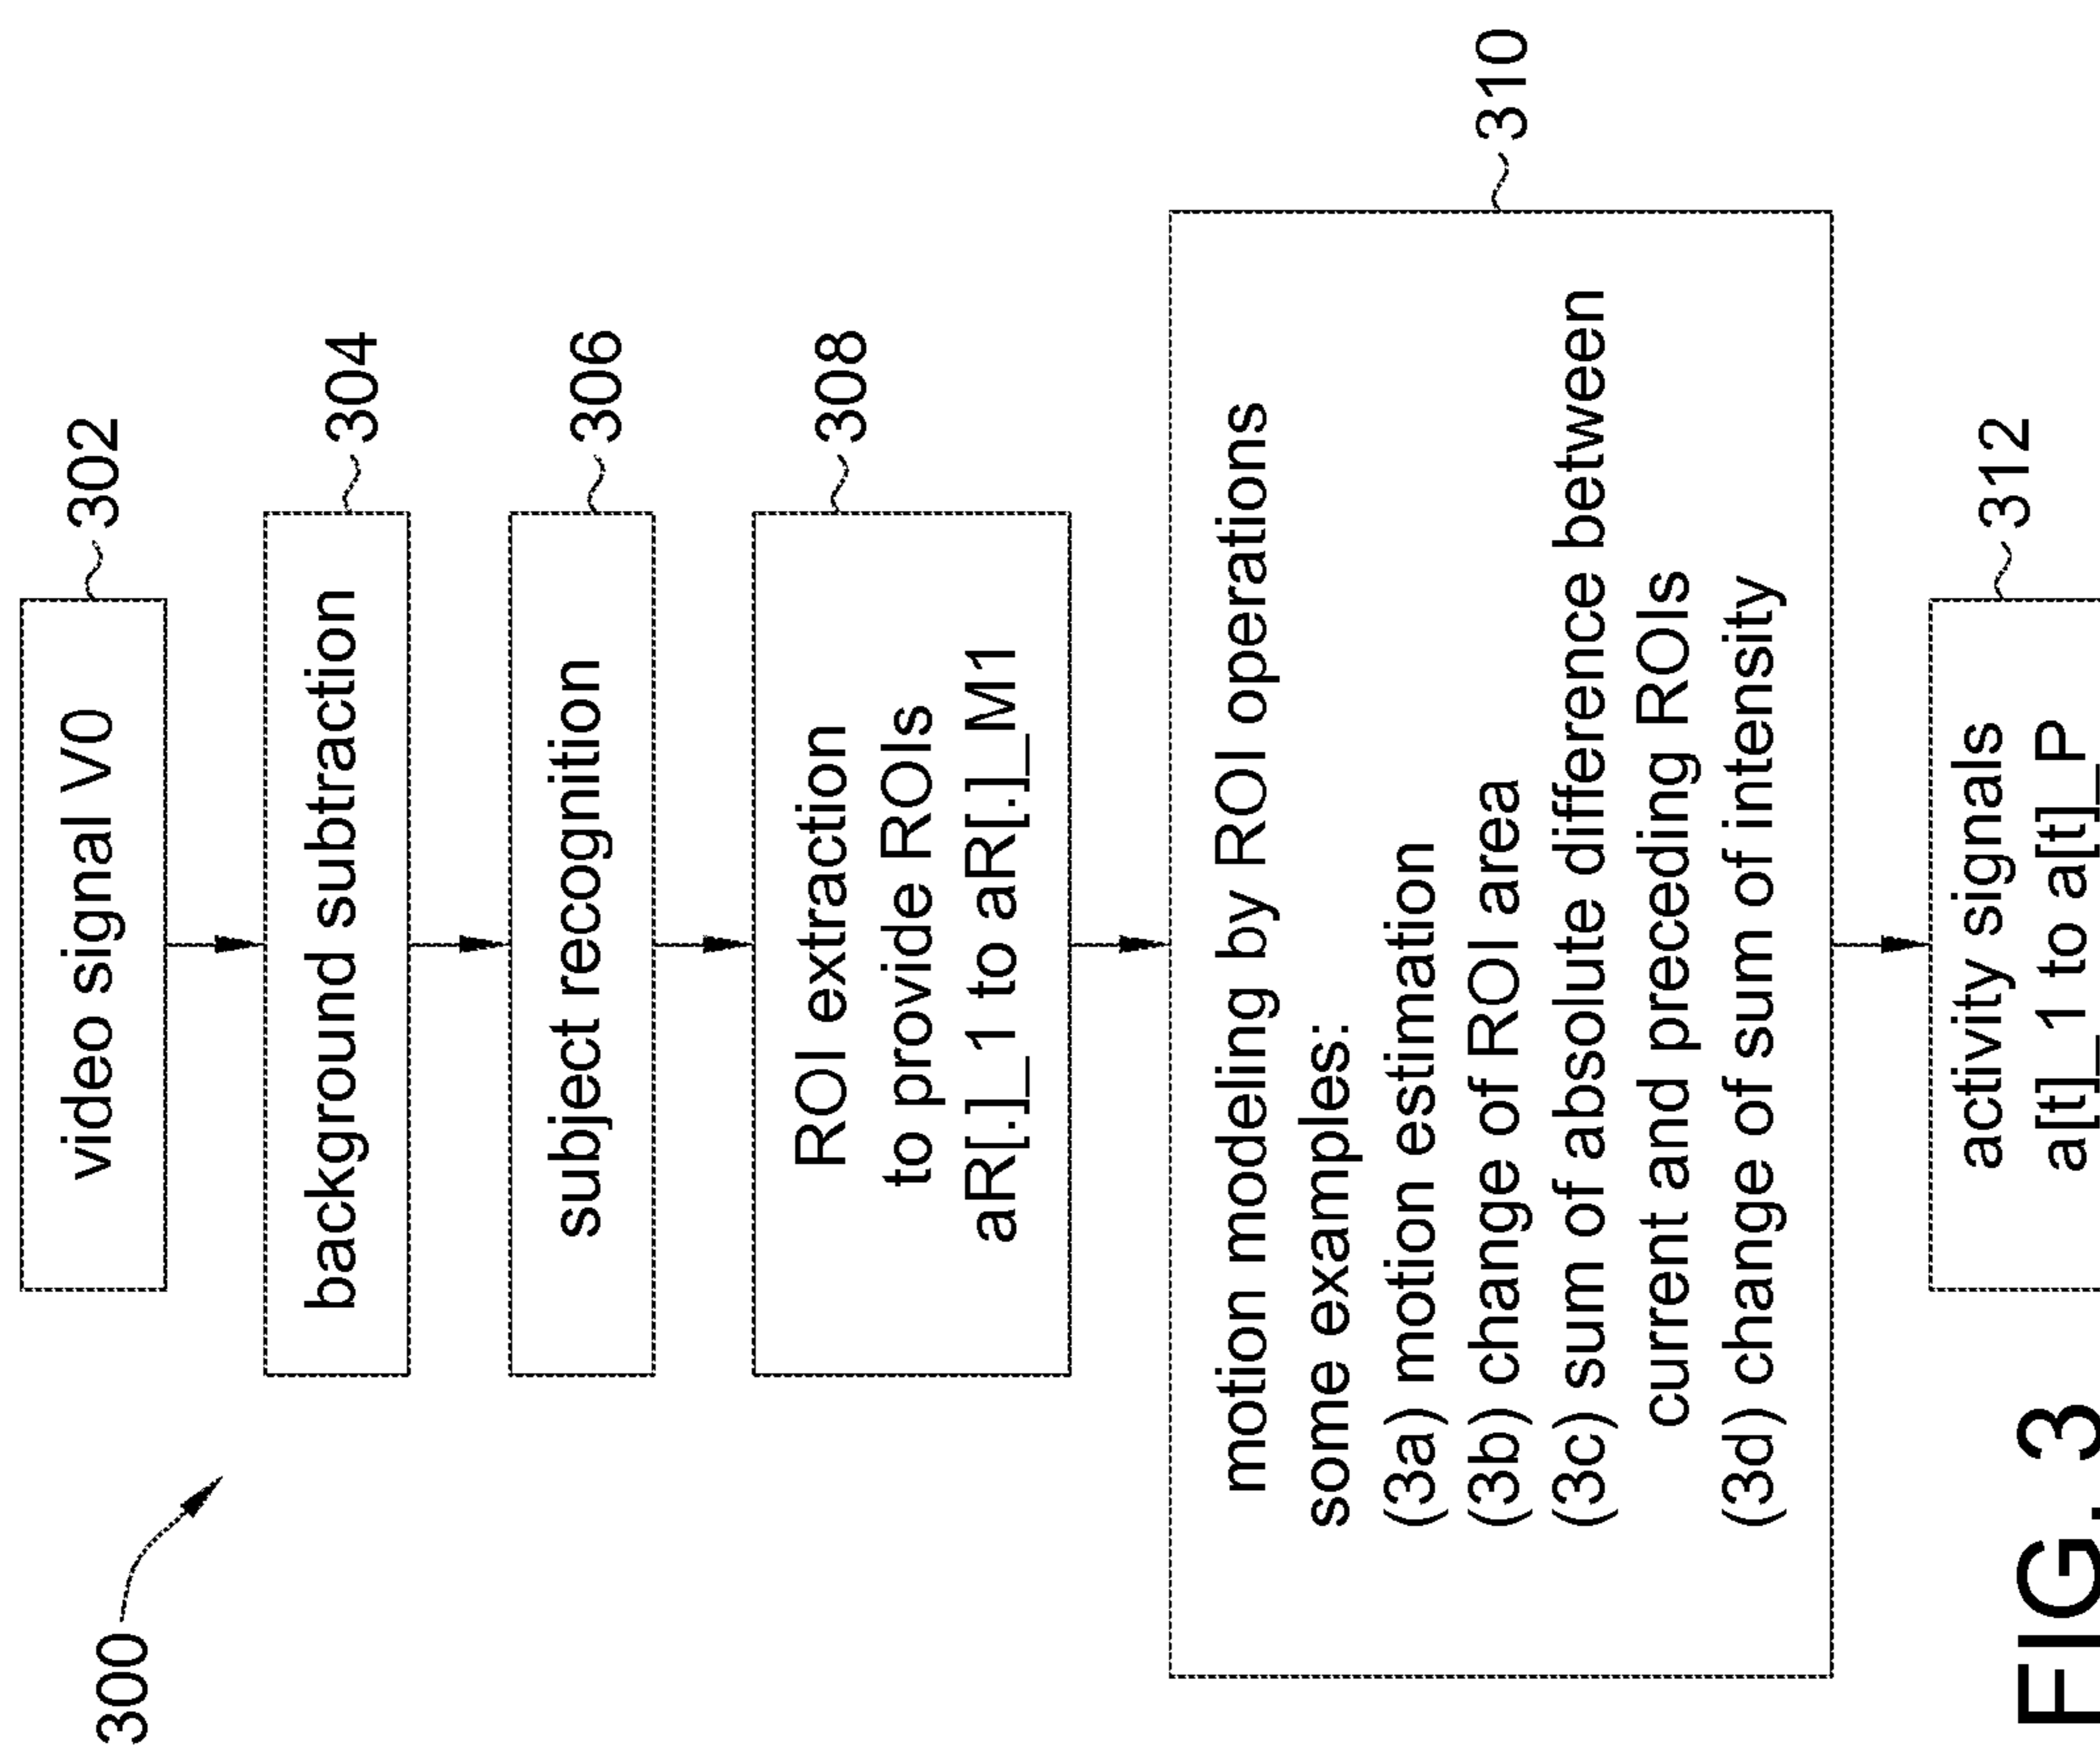 300
video signal V0
302
background subtraction
304
subject recognition
306
ROI extraction
to provide ROIs
aR[.]_1 to aR[.]_M1
308
motion modeling by ROI operations
some examples:
(3a) motion estimation
(3b) change of ROI area
(3c) sum of absolute difference between
current and preceding ROIs
(3d) change of sum of intensity
310
activity signals
a[t]_1 to a[t]_P
312
FIG. 3